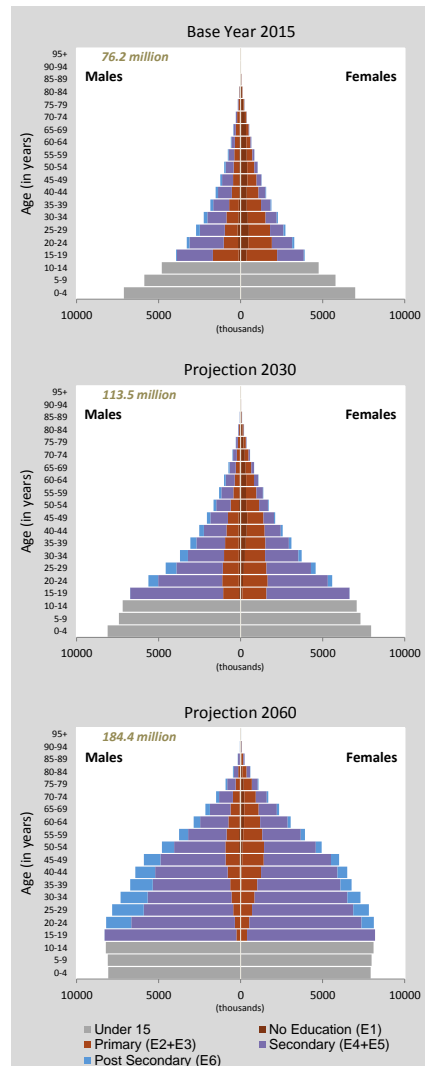 Base Year 2015
76.2 million
Males
Females
Age (in years)
95+
90-94
85-89
80-84
75-79
70-74
65-69
60-64
55-59
50-54
45-49
40-44
35-39
30-34
25-29
20-24
15-19
10-14
5-9
0-4
10000 5000 0 5000 10000
(thousands)
Projection 2030
113.5 million
Males
Females
Age (in years)
95+
90-94
85-89
80-84
75-79
70-74
65-69
60-64
55-59
50-54
45-49
40-44
35-39
30-34
25-29
20-24
15-19
10-14
5-9
0-4
10000 5000 0 5000 10000
(thousands)
Projection 2060
184.4 million
Males
Females
Age (in years)
95+
90-94
85-89
80-84
75-79
70-74
65-69
60-64
55-59
50-54
45-49
40-44
35-39
30-34
25-29
20-24
15-19
10-14
5-9
0-4
10000 5000 0 5000 10000
(thousands)
Under 15 No Education (E1)
Primary (E2+E3) Secondary (E4+E5)
Post Secondary (E6)